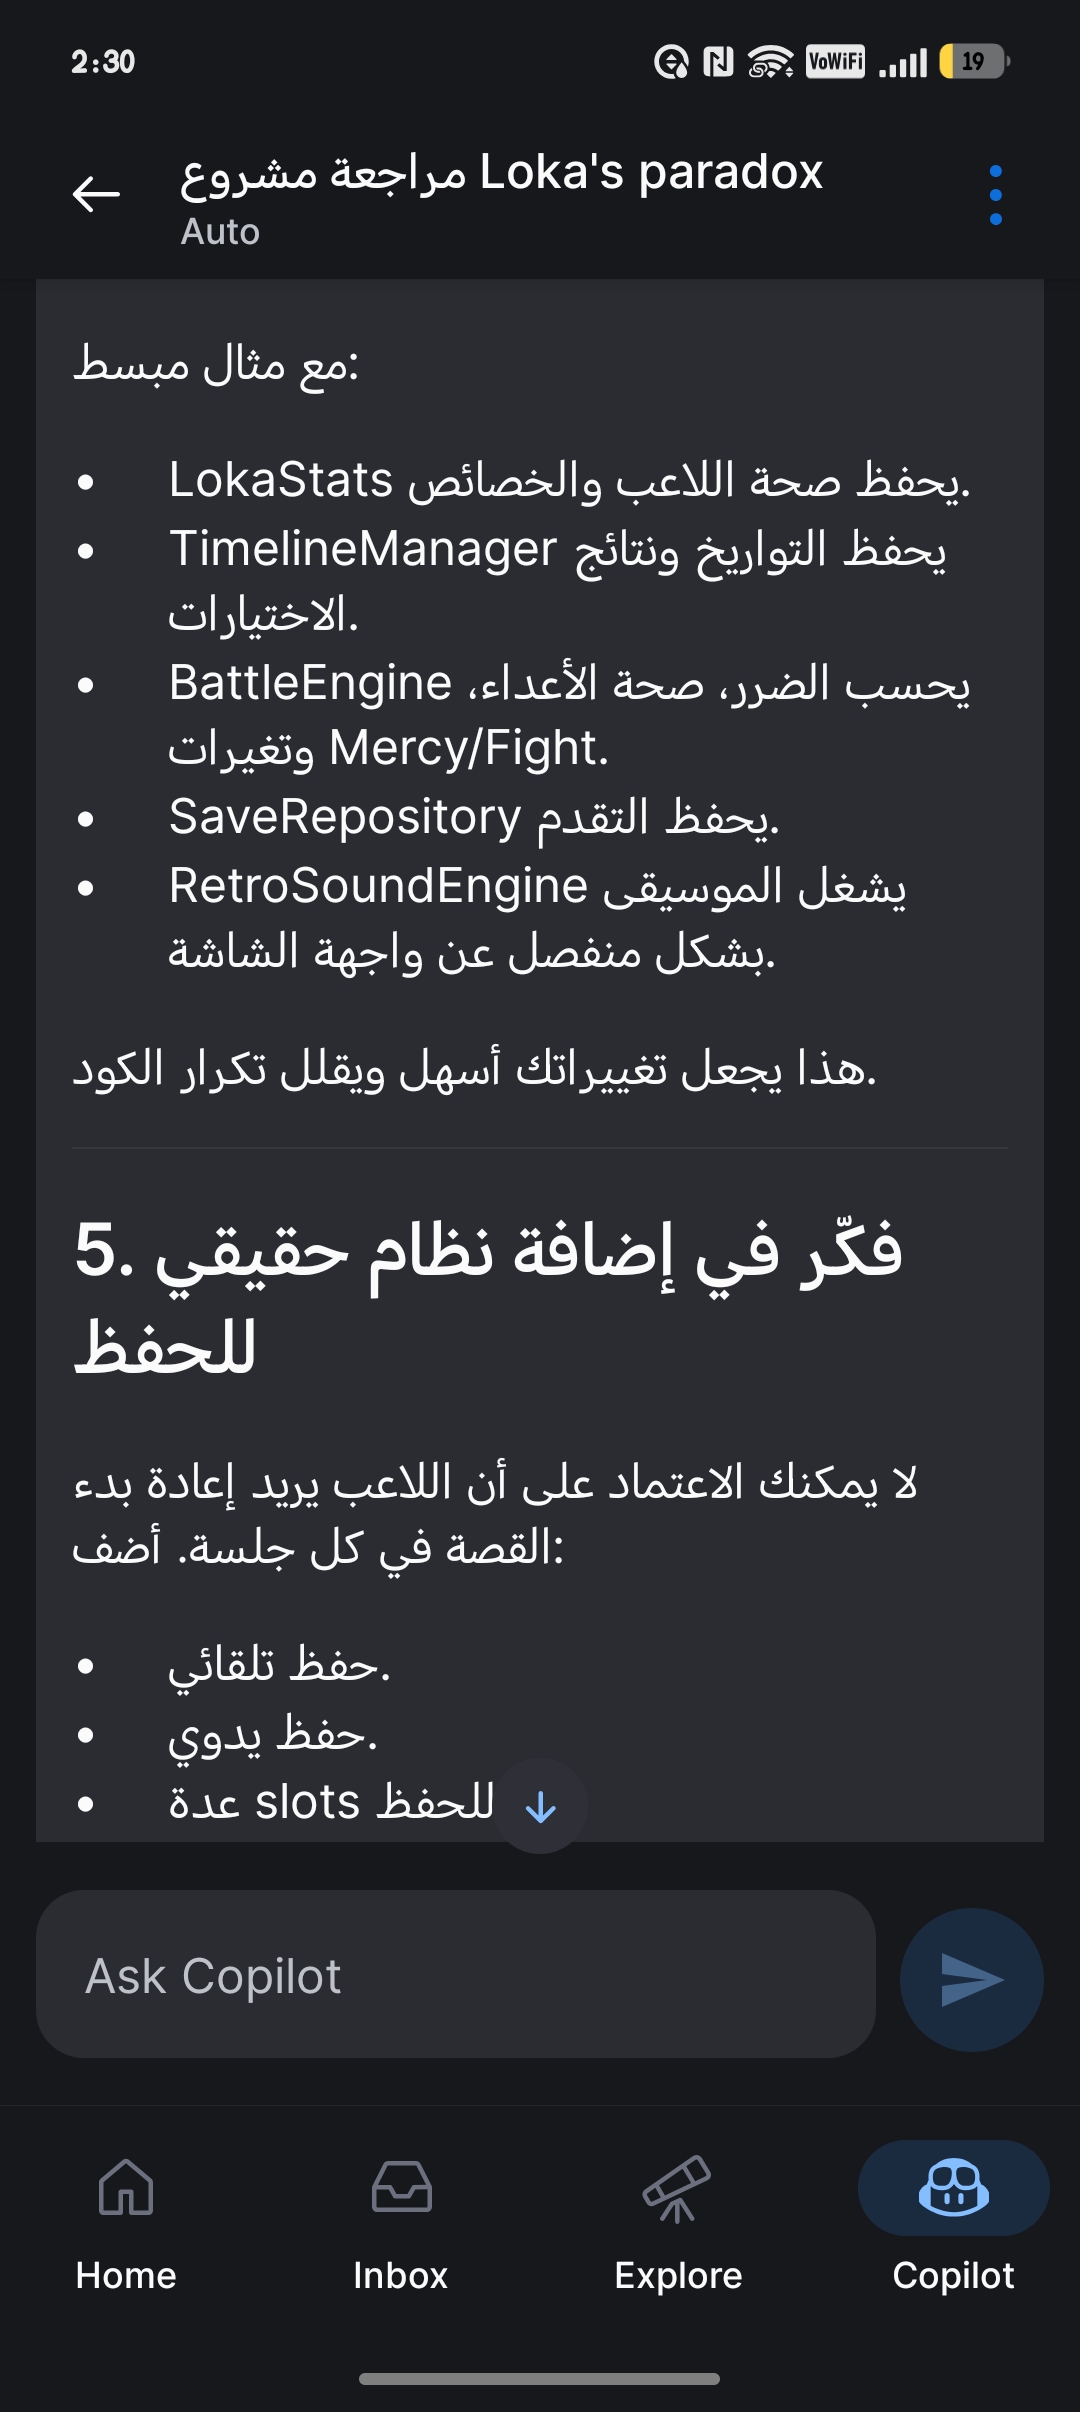 2:30
VoWiFi
19
مراجعة مشروع Loka's paradox
Auto
مع مثال مبسط:
LokaStats يحفظ صحة اللاعب والخصائص.
TimelineManager يحفظ التواريخ ونتائج
الاختيارات.
BattleEngine يحسب الضرر، صحة الأعداء،
وتغيرات Mercy/Fight.
SaveRepository يحفظ التقدم.
RetroSoundEngine يشغل الموسيقى
بشكل منفصل عن واجهة الشاشة.
هذا يجعل تغييراتك أسهل ويقلل تكرار الكود.
5. فكّر في إضافة نظام حقيقي
للحفظ
لا يمكنك الاعتماد على أن اللاعب يريد إعادة بدء
القصة في كل جلسة. أضف:
حفظ تلقائي.
حفظ يدوي.
عدة slots للحفظ
Ask Copilot
Home
Inbox
Explore
Copilot